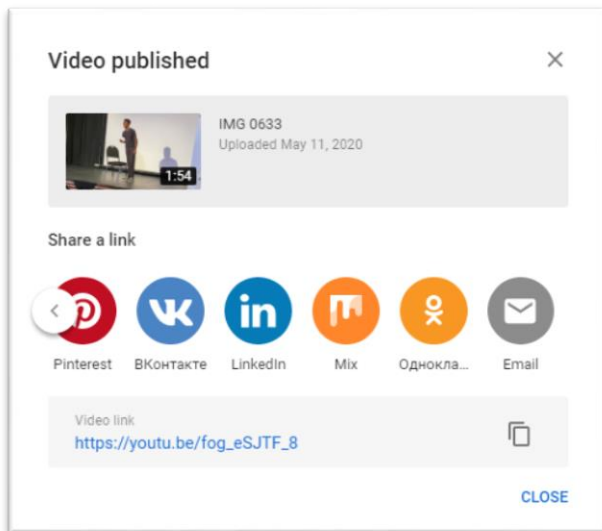 Video published
IMG 0633
Uploaded May 11, 2020
1:54
Share a link
Pinterest ВКонтакте LinkedIn Mix Однокла... Email
Video link
https://youtu.be/fog_eSJTF_8
CLOSE